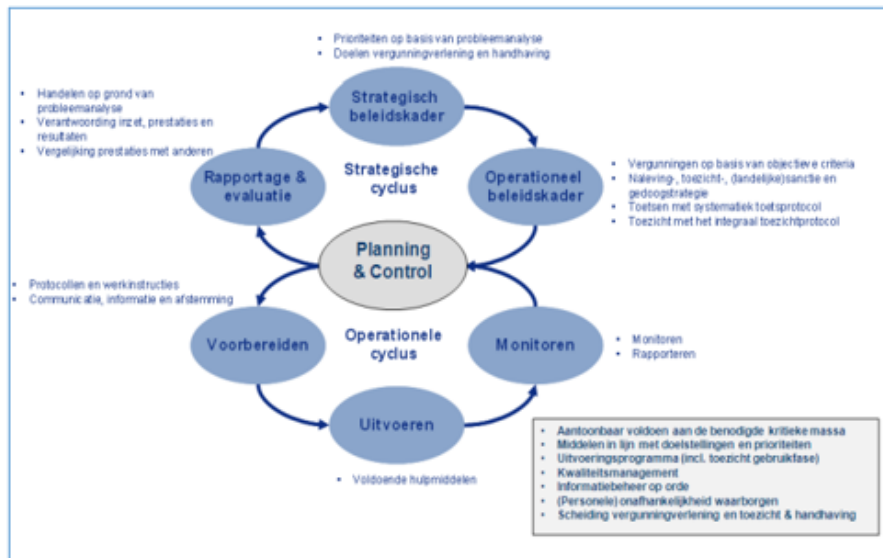 • Prioriteiten op basis van probleemanalyse
• Doelen vergunningverlening en handhaving
• Handelen op grond van
probleemanalyse
• Verantwoording inzet, prestaties en
resultaten
• Vergelijking prestaties met anderen
Strategisch
beleidskader
Rapportage &
evaluatie
Strategische
cyclus
Operationeel
beleidskader
• Vergunningen op basis van objectieve criteria
• Naleving-, toezicht-, (landelijke)sanctie en
gedoogstrategie
• Toetsen met systematiek toetsprotocol
• Toezicht met het integraal toezichtprotocol
Planning
& Control
• Protocollen en werkinstructies
• Communicatie, informatie en afstemming
Voorbereiden
Operationele
cyclus
Monitoren
• Monitoren
• Rapporteren
Uitvoeren
• Voldoende hulpmiddelen
• Aantoonbaar voldoen aan de benodigde kritieke massa
• Middelen in lijn met doelstellingen en prioriteiten
• Uitvoeringsprogramma (incl. toezicht gebruikfase)
• Kwaliteitsmanagement
• Informatiebeheer op orde
• (Personele) onafhankelijkheid waarborgen
• Scheiding vergunningverlening en toezicht & handhaving